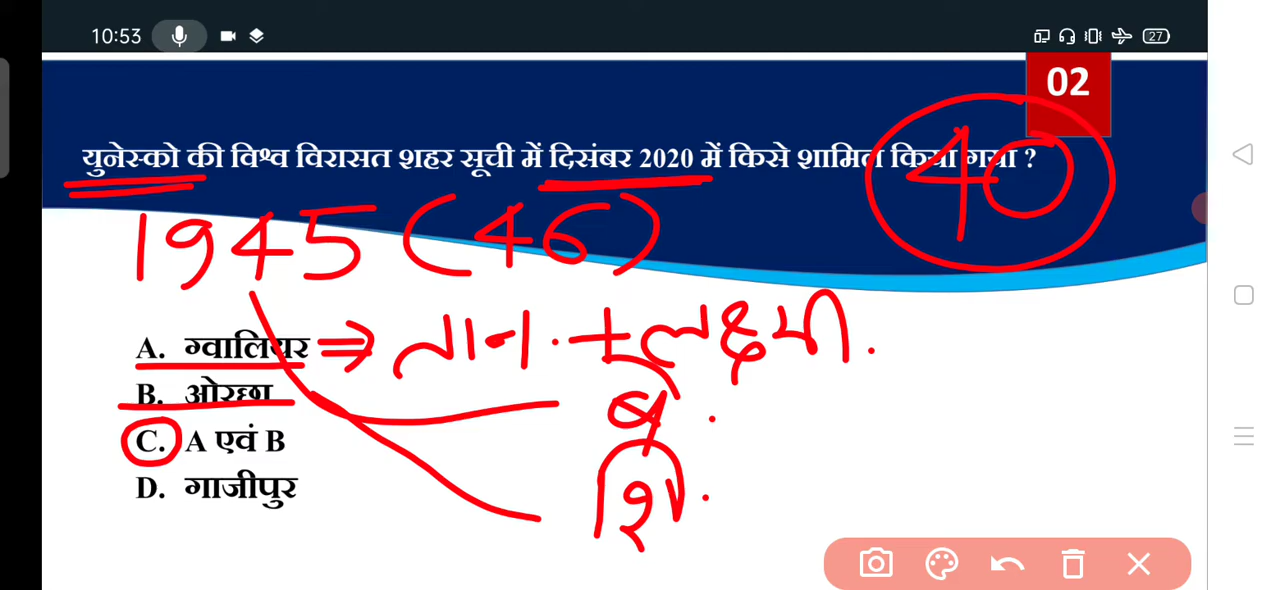 10:53
27
02
युनेस्को की विश्व विरासत शहर सूची में दिसंबर 2020 में किसे शामिल किया गया ?
40
1945 (46)
A. ग्वालियर
B. ओरछा
C. A एवं B
D. गाजीपुर